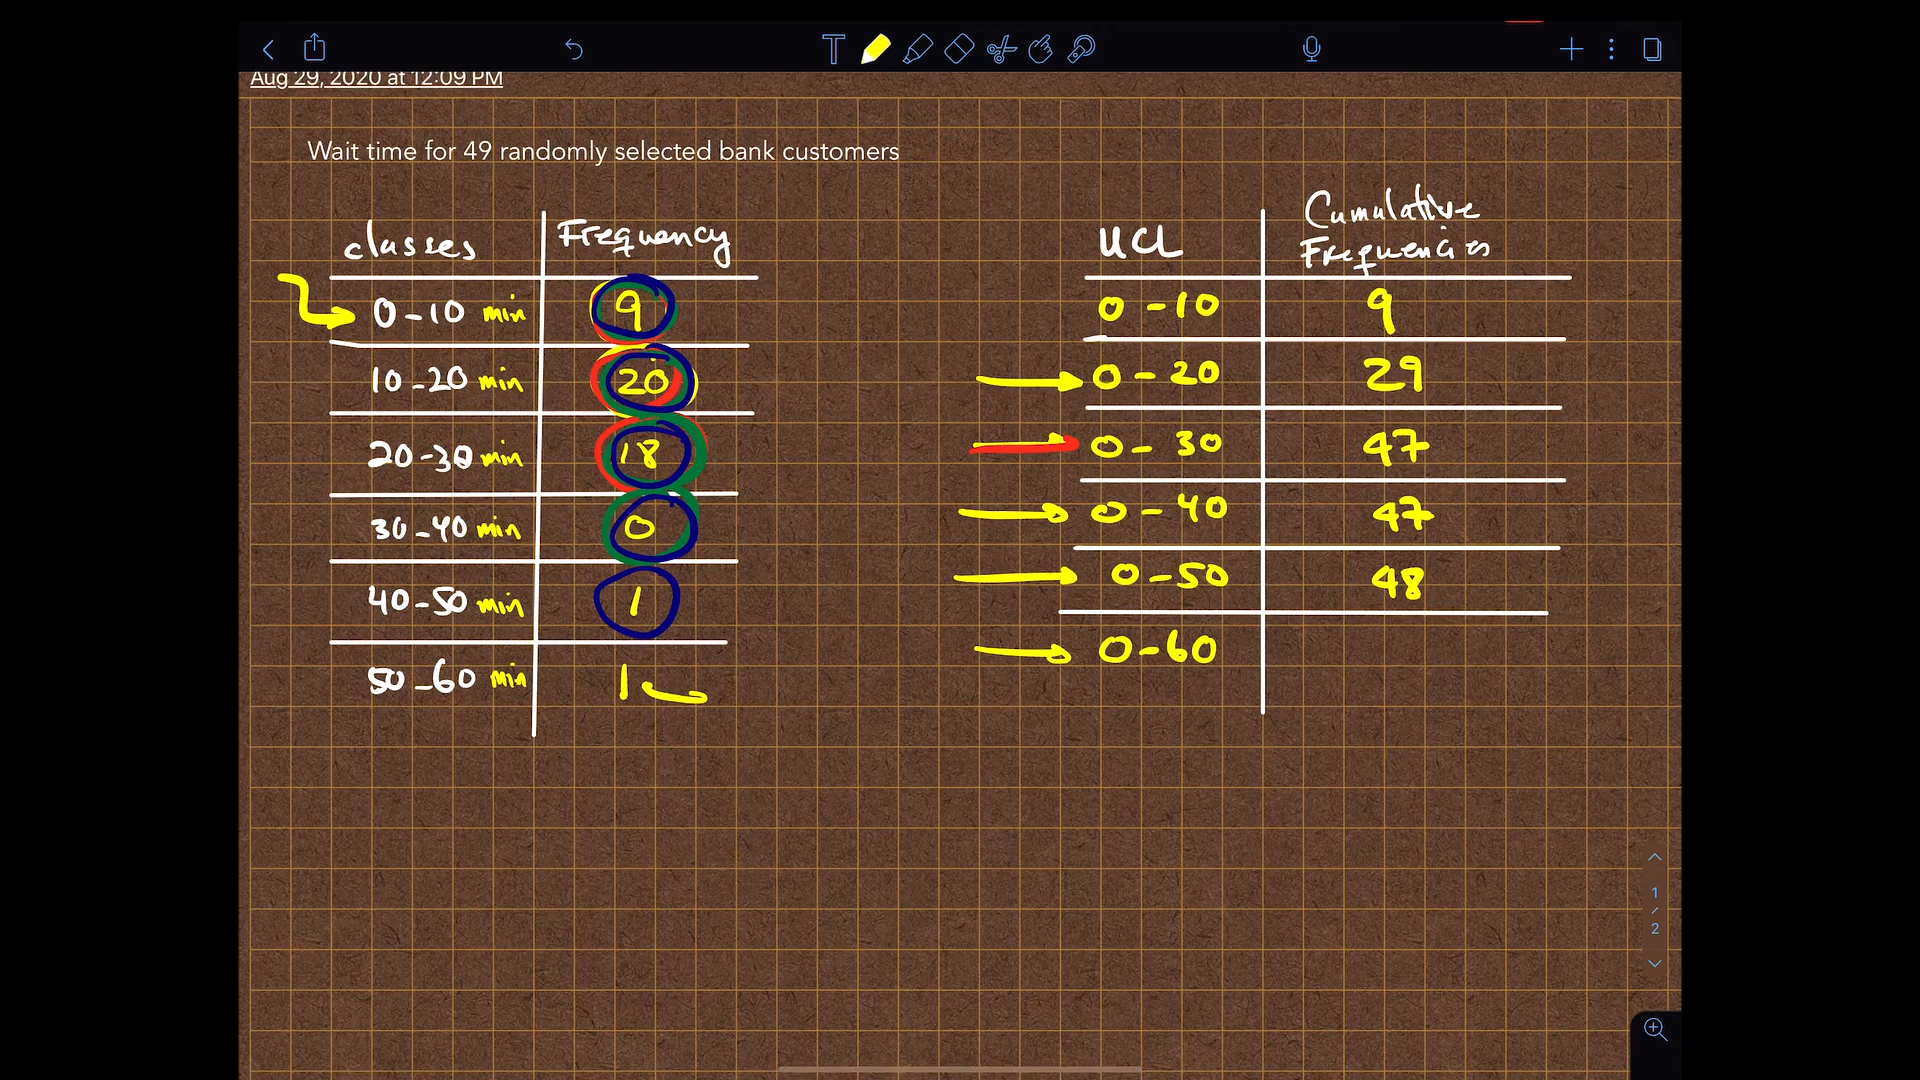 Aug 29, 2020 at 12:09 PM
Wait time for 49 randomly selected bank customers
classes Frequency
0-10 min 9
10-20 min 20
20-30 min 18
30-40 min 0
40-50 min 1
50-60 min 1
UCL Cumulative Frequencies
0-10 9
0-20 29
0-30 47
0-40 47
0-50 48
0-60
1
/
2